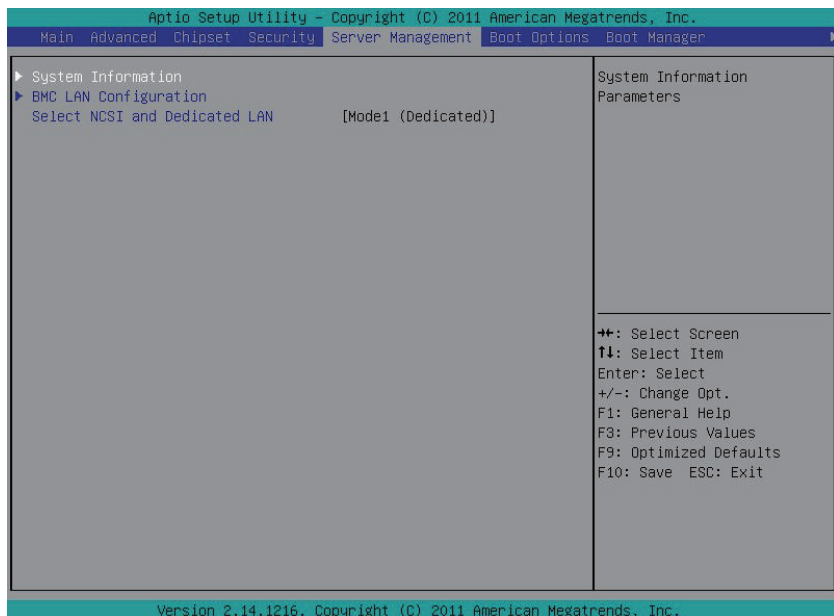 Aptio Setup Utility – Copyright (C) 2011 American Megatrends, Inc.
Main Advanced Chipset Security Server Management Boot Options Boot Manager
System Information
BMC LAN Configuration
Select NCSI and Dedicated LAN [Mode1 (Dedicated)]
System Information
Parameters
→←: Select Screen
↑↓: Select Item
Enter: Select
+/-: Change Opt.
F1: General Help
F3: Previous Values
F9: Optimized Defaults
F10: Save ESC: Exit
Version 2.14.1216. Copyright (C) 2011 American Megatrends, Inc.